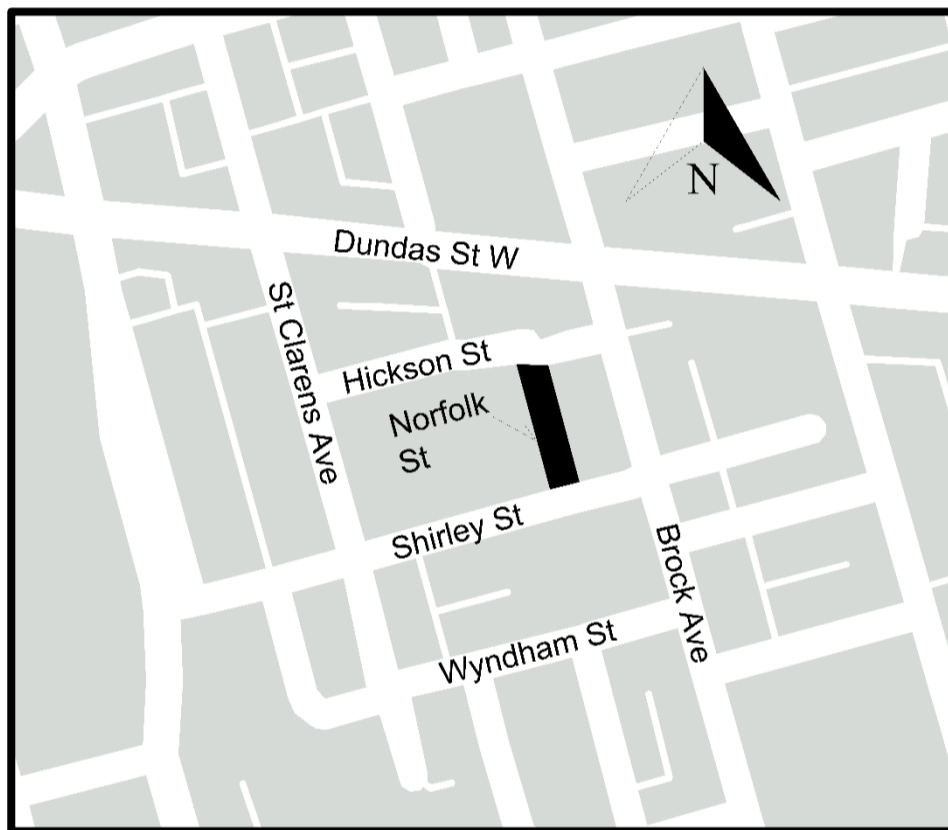 N
Dundas St W
St Clarens Ave
Hickson St
Norfolk
St
Shirley St
Brock Ave
Wyndham St